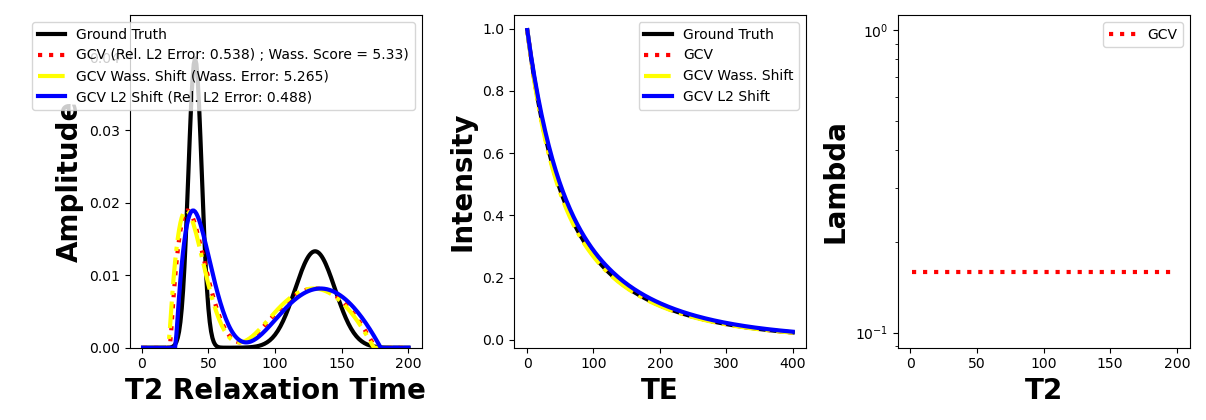 Ground Truth
GCV (Rel. L2 Error: 0.538) ; Wass. Score = 5.33)
GCV Wass. Shift (Wass. Error: 5.265)
GCV L2 Shift (Rel. L2 Error: 0.488)
0.04
0.03
0.02
0.01
0.00
Amplitude
0 50 100 150 200
T2 Relaxation Time
Ground Truth
GCV
GCV Wass. Shift
GCV L2 Shift
1.0
0.8
0.6
0.4
0.2
0.0
Intensity
0 100 200 300 400
TE
GCV
10⁰
10⁻¹
Lambda
0 50 100 150 200
T2